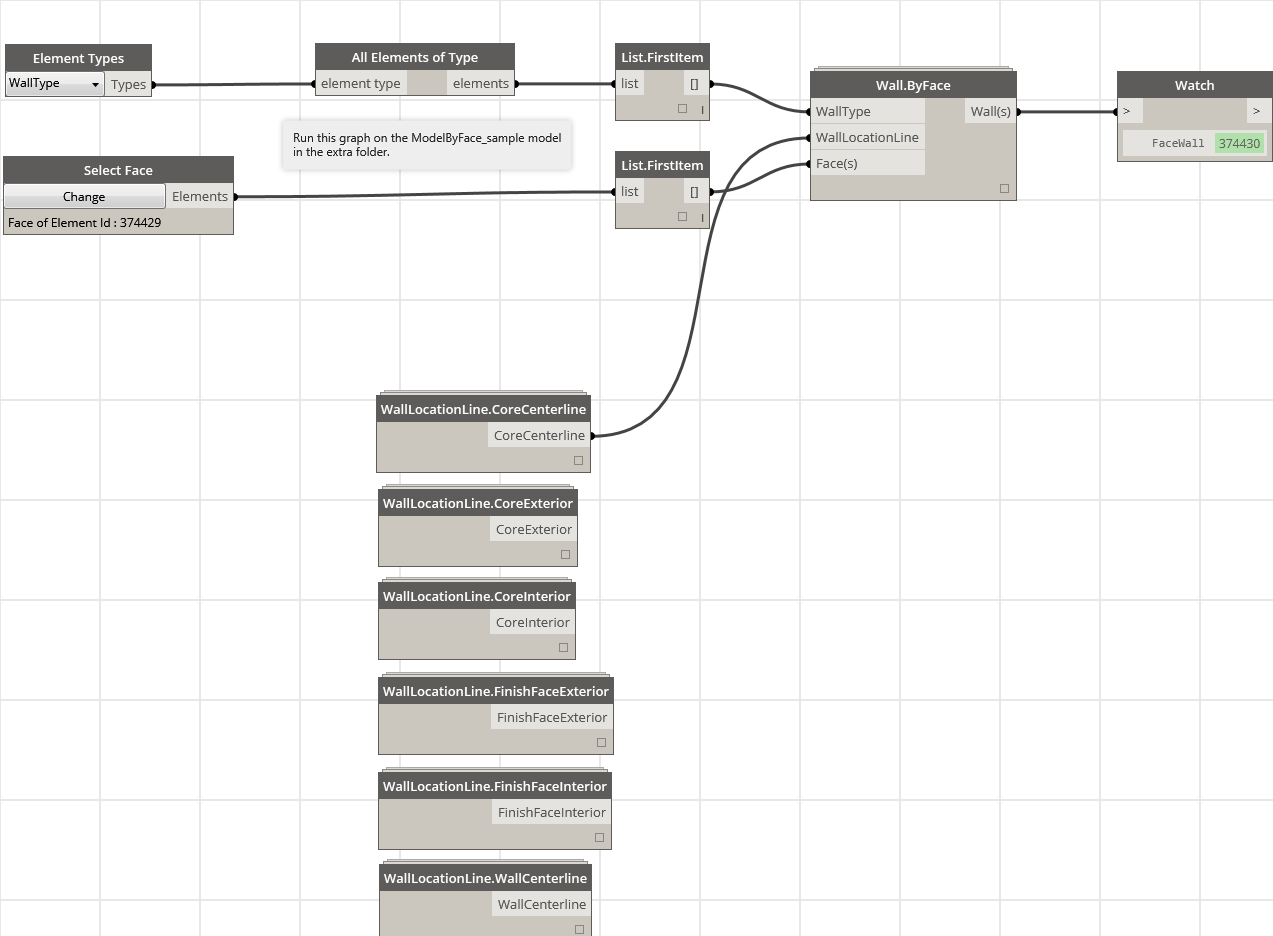 Element Types
WallType
Types
All Elements of Type
element type
elements
List.FirstItem
list
[]
I
Wall.ByFace
WallType
Wall(s)
WallLocationLine
Face(s)
Watch
>
>
FaceWall 374430
Run this graph on the ModelByFace_sample model
in the extra folder.
Select Face
Change
Elements
Face of Element Id : 374429
List.FirstItem
list
[]
I
WallLocationLine.CoreCenterline
CoreCenterline
WallLocationLine.CoreExterior
CoreExterior
WallLocationLine.CoreInterior
CoreInterior
WallLocationLine.FinishFaceExterior
FinishFaceExterior
WallLocationLine.FinishFaceInterior
FinishFaceInterior
WallLocationLine.WallCenterline
WallCenterline